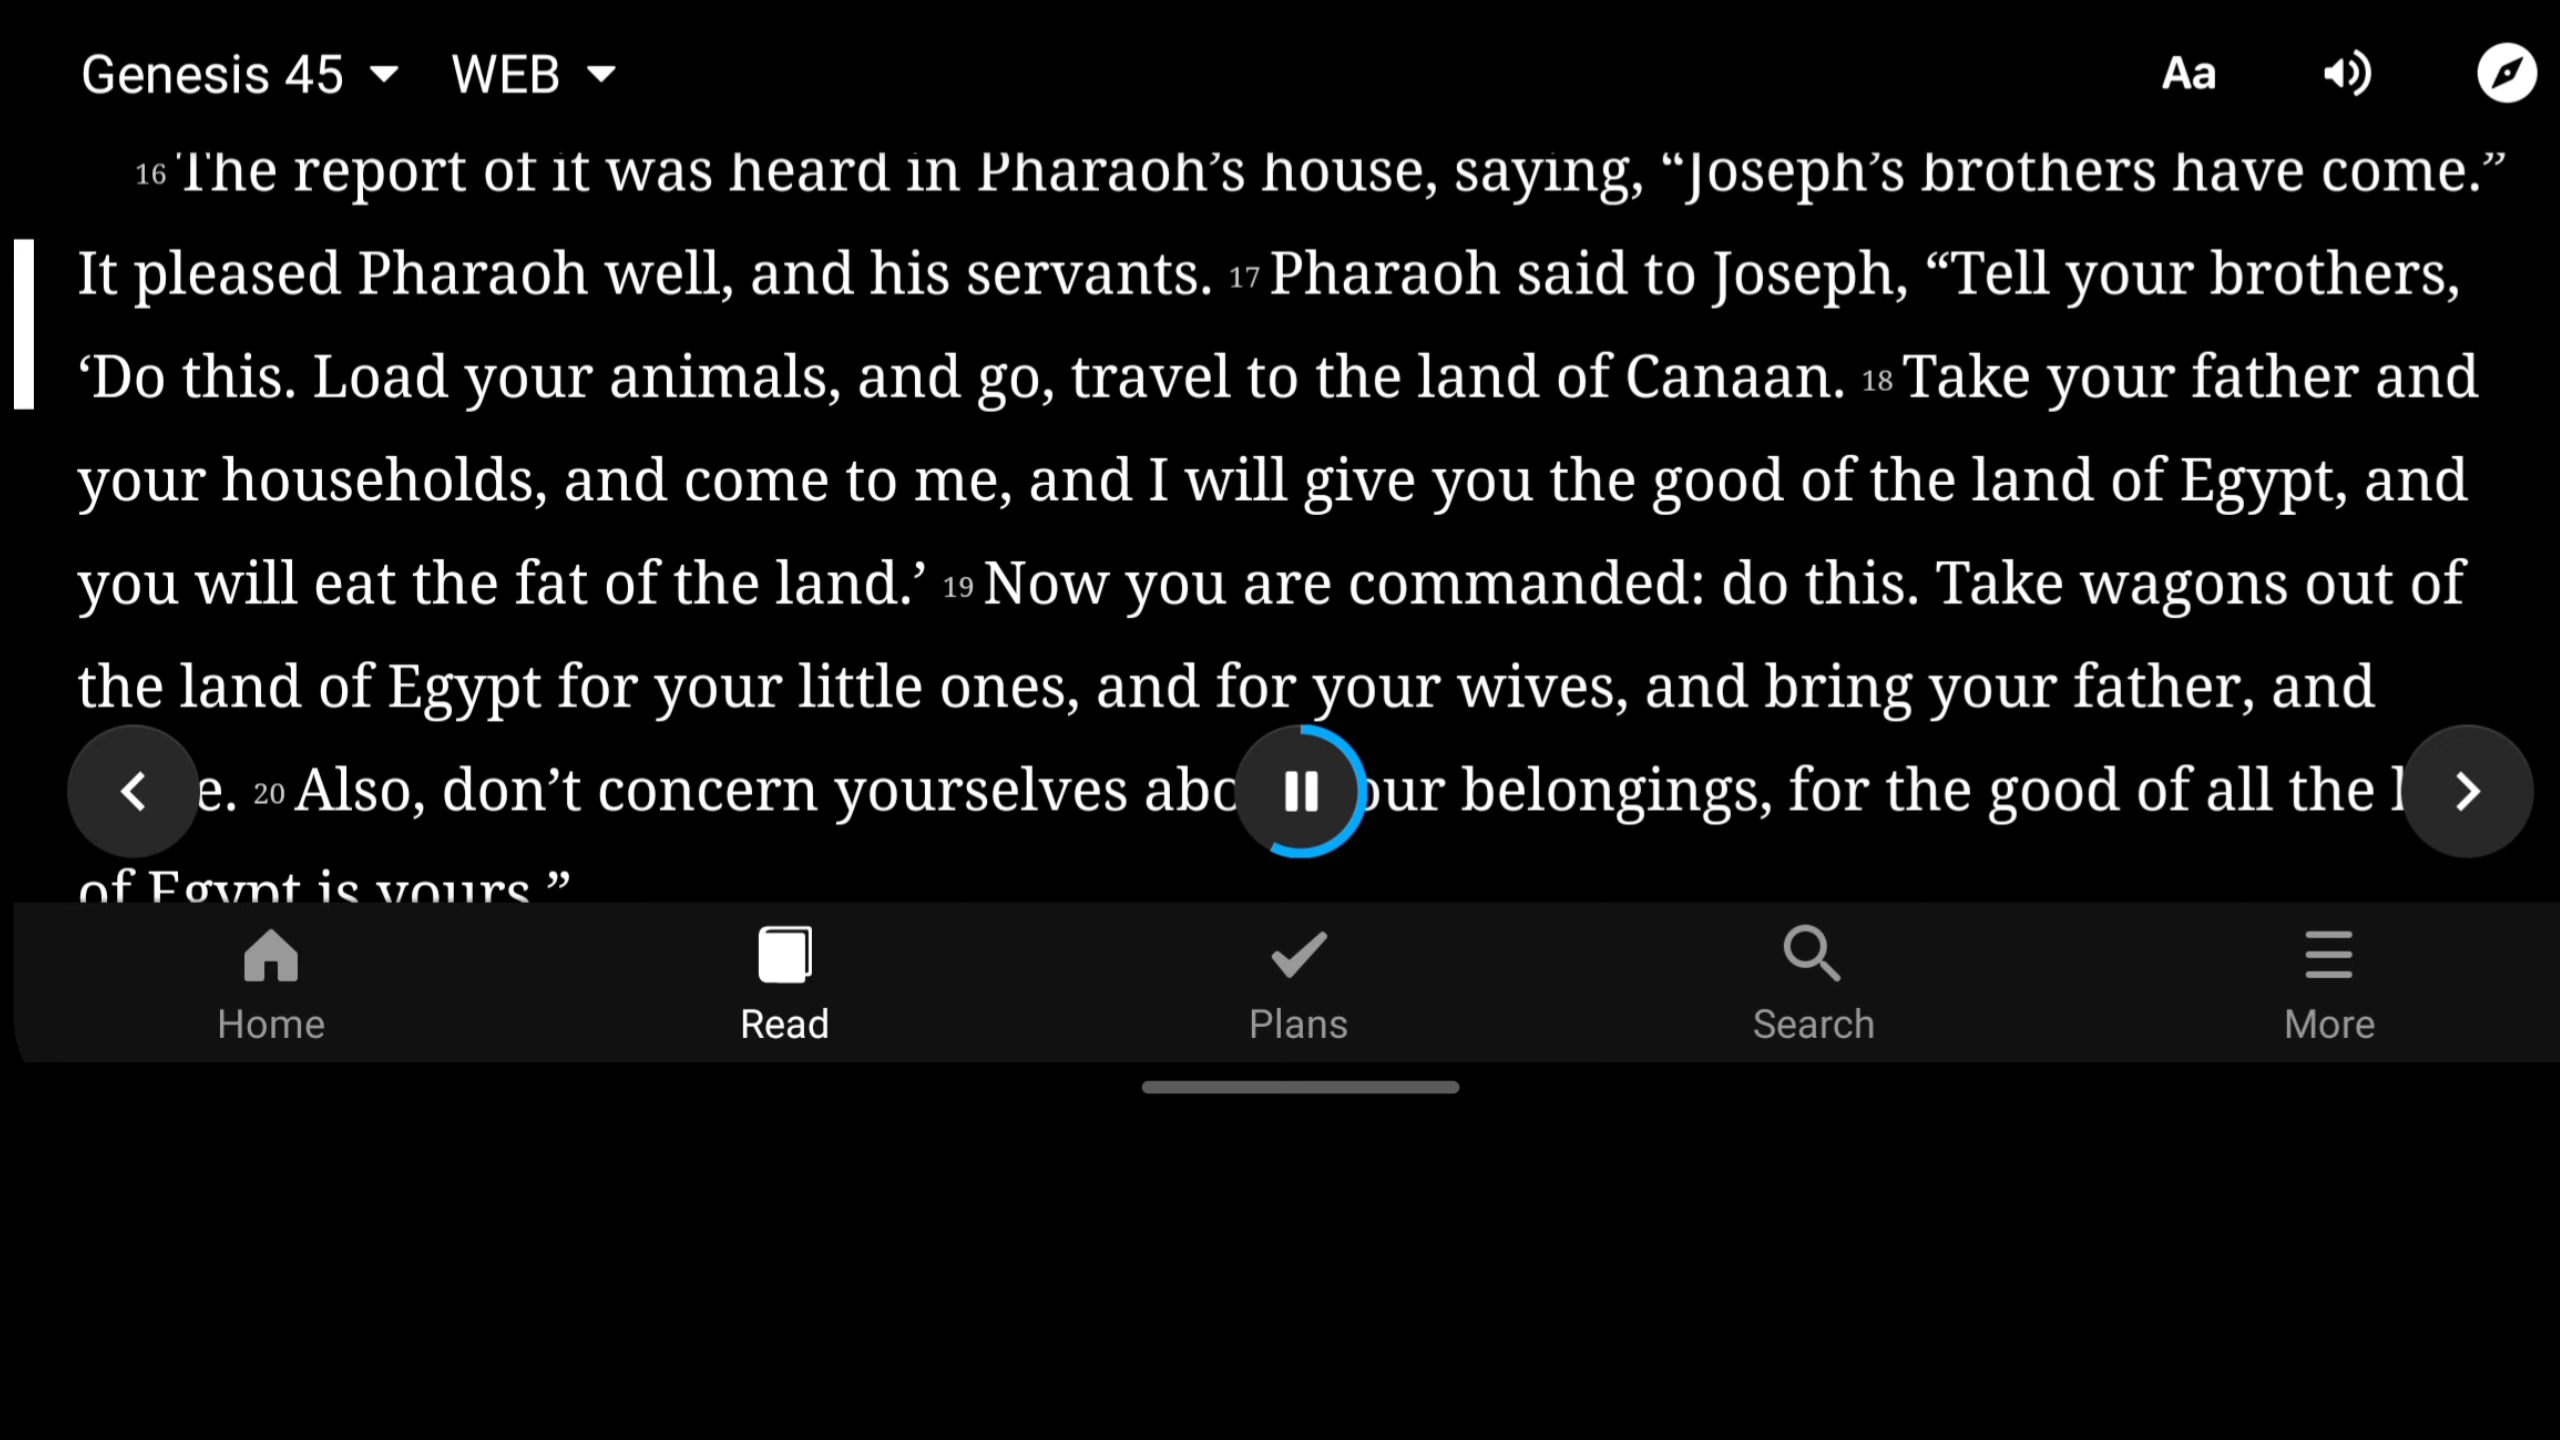 Genesis 45 WEB Aa
16 The report of it was heard in Pharaoh’s house, saying, “Joseph’s brothers have come.”
It pleased Pharaoh well, and his servants. 17 Pharaoh said to Joseph, “Tell your brothers,
‘Do this. Load your animals, and go, travel to the land of Canaan. 18 Take your father and
your households, and come to me, and I will give you the good of the land of Egypt, and
you will eat the fat of the land.’ 19 Now you are commanded: do this. Take wagons out of
the land of Egypt for your little ones, and for your wives, and bring your father, and
20 Also, don’t concern yourselves belongings, for the good of all the
of Egypt is yours.”
Home Read Plans Search More